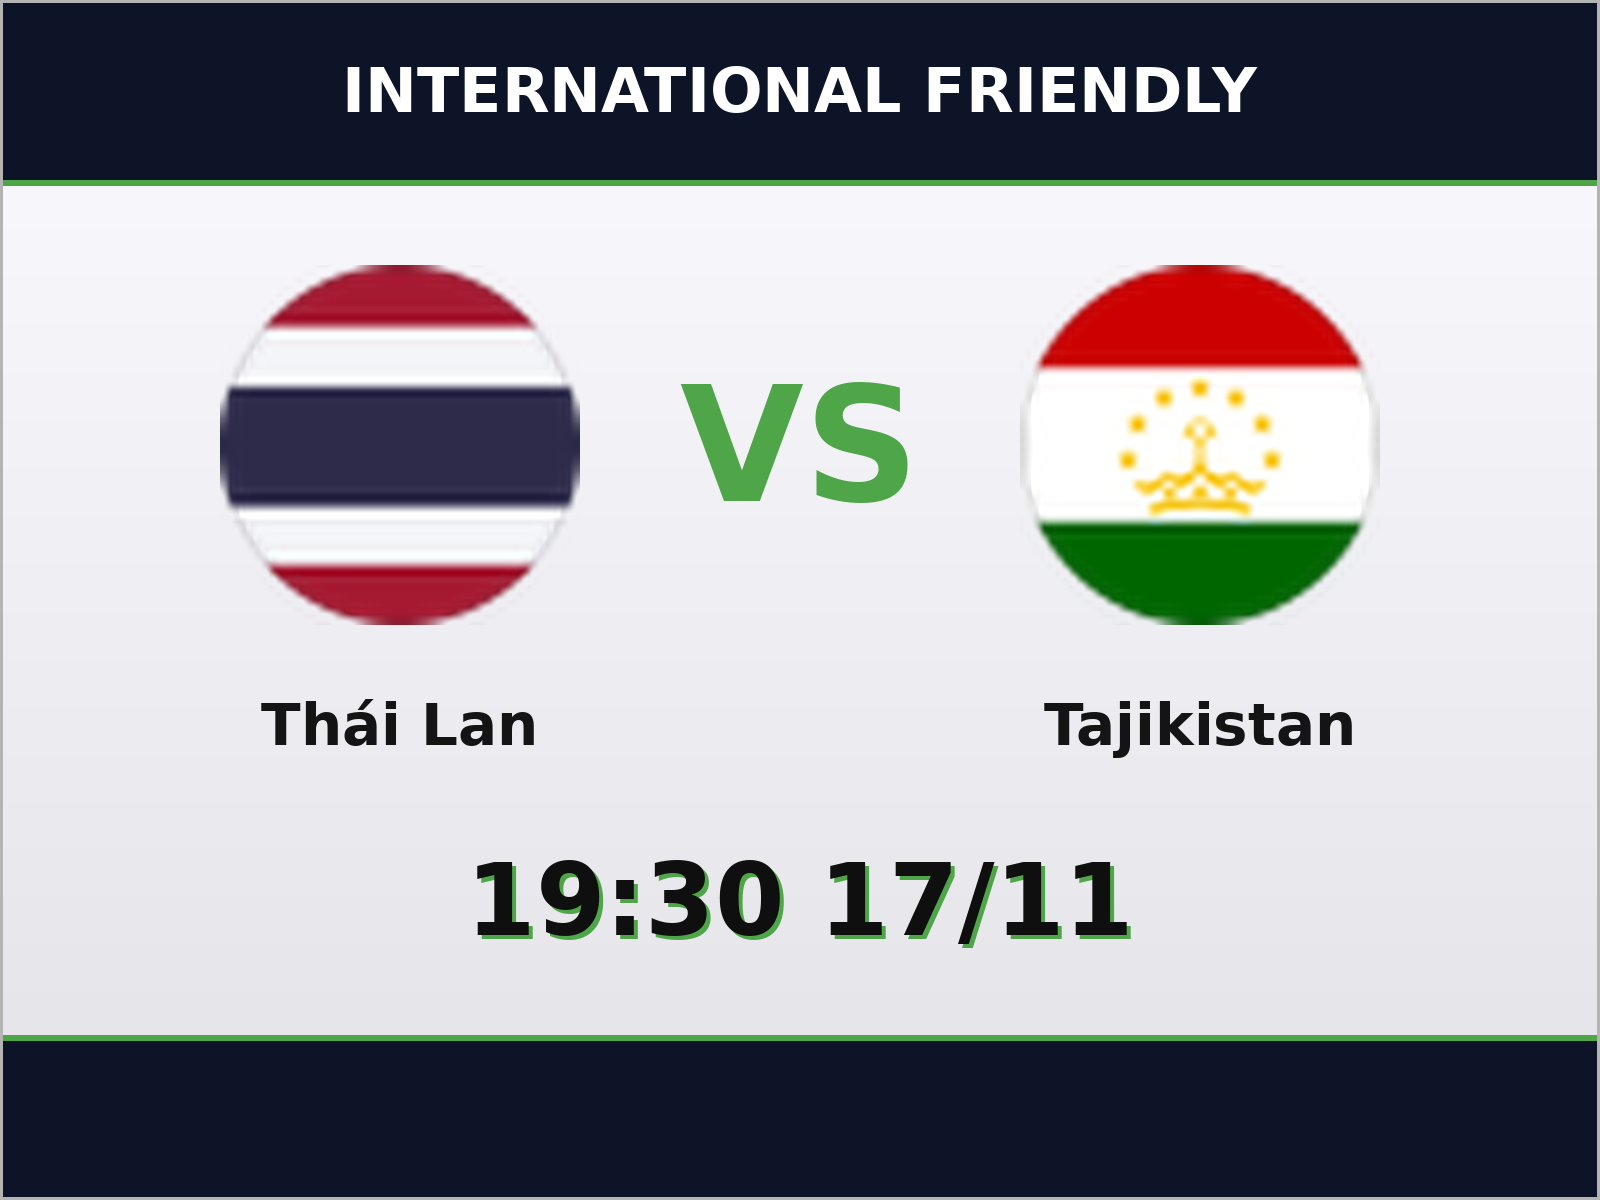 INTERNATIONAL FRIENDLY
VS
Thái Lan
Tajikistan
19:30 17/11